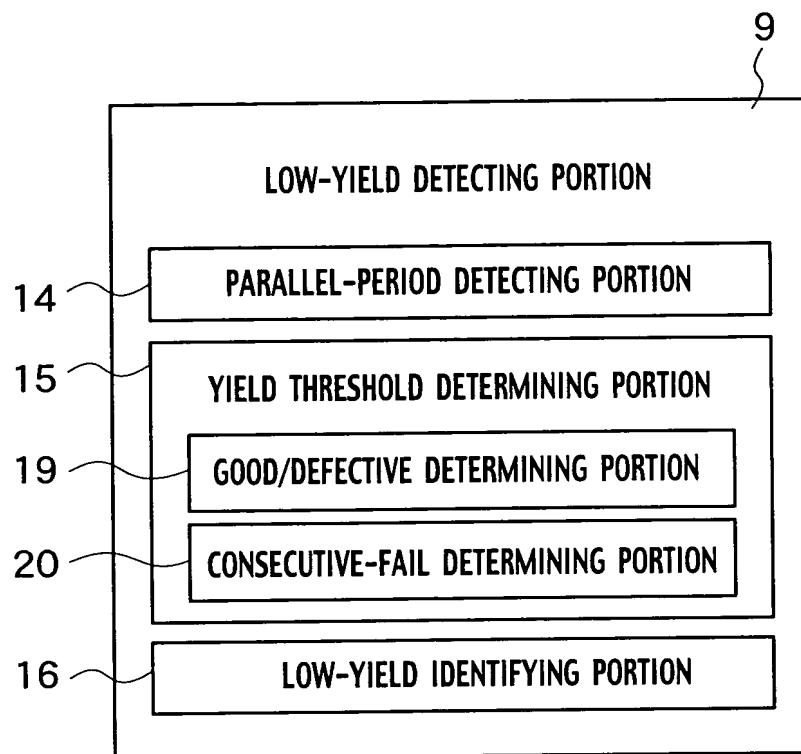 9
LOW-YIELD DETECTING PORTION
14
PARALLEL-PERIOD DETECTING PORTION
15
YIELD THRESHOLD DETERMINING PORTION
19
GOOD/DEFECTIVE DETERMINING PORTION
20
CONSECUTIVE-FAIL DETERMINING PORTION
16
LOW-YIELD IDENTIFYING PORTION